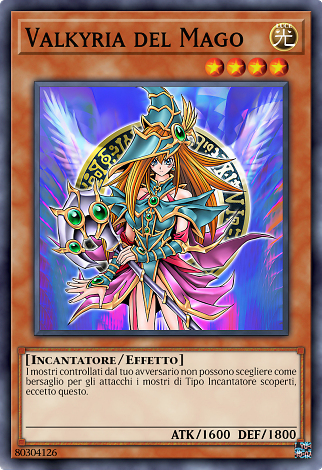 Valkyria del Mago
光
[Incantatore/Effetto]
I mostri controllati dal tuo avversario non possono scegliere come
bersaglio per gli attacchi i mostri di Tipo Incantatore scoperti,
eccetto questo.
ATK/1600 DEF/1800
80304126